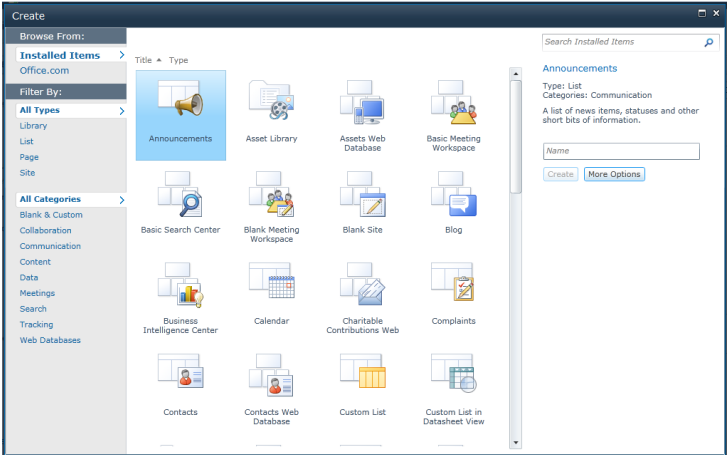 Create
Browse From:
Installed Items
Office.com
Filter By:
All Types
Library
List
Page
Site
All Categories
Blank & Custom
Collaboration
Communication
Content
Data
Meetings
Search
Tracking
Web Databases
Title Type
Announcements
Asset Library
Assets Web
Database
Basic Meeting
Workspace
Basic Search Center
Blank Meeting
Workspace
Blank Site
Blog
Business
Intelligence Center
Calendar
Charitable
Contributions Web
Complaints
Contacts
Contacts Web
Database
Custom List
Custom List in
Datasheet View
Search Installed Items
Announcements
Type: List
Categories: Communication
A list of news items, statuses and other
short bits of information.
Name
Create More Options